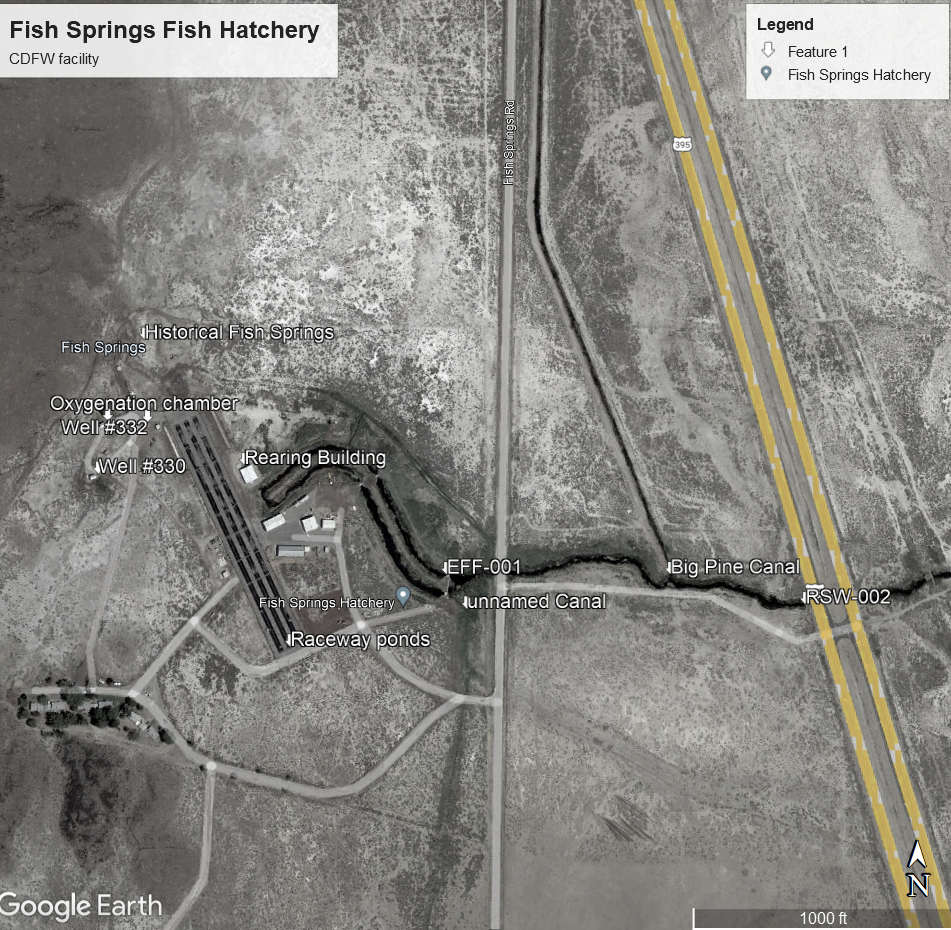 Fish Springs Fish Hatchery
CDFW facility
Legend
Feature 1
Fish Springs Hatchery
Fish Springs Rd
395
Historical Fish Springs
Fish Springs
Oxygenation chamber
Well #332
Well #330
Rearing Building
EFF-001
Big Pine Canal
RSW-002
Fish Springs Hatchery
unnamed Canal
Raceway ponds
N
Google Earth
1000 ft